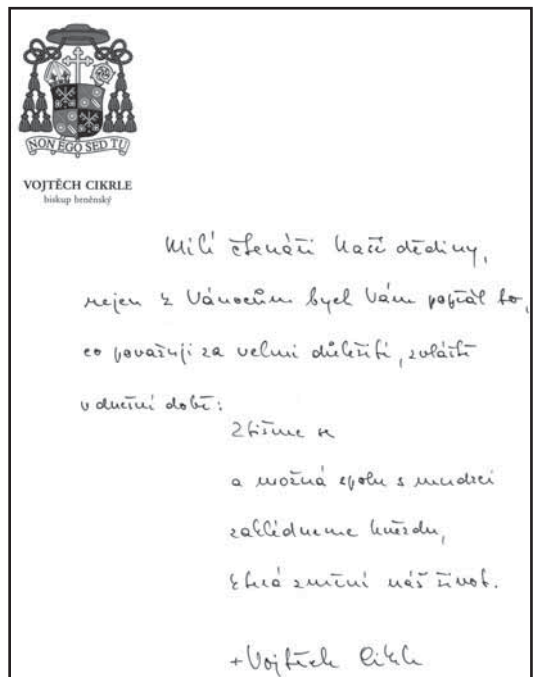 NON EGO SED TU
VOJTĚCH CIKRLE
biskup brněnský
Milí čtenáři Naší dědiny,
nejen k Vánocům bych Vám popřál to,
co považuji za velmi důležité, zvláště
v dnešní době:
Ztišme se
a možná spolu s mudrci
zahlédneme hvězdu,
která změní náš život.
+Vojtěch Cikrle